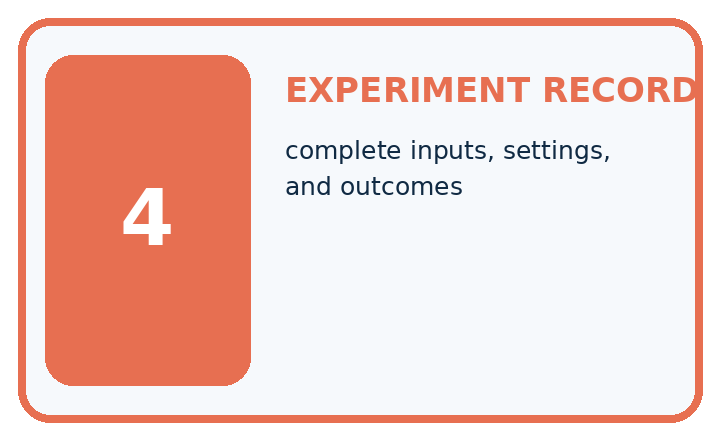 4
EXPERIMENT RECORD
complete inputs, settings,
and outcomes